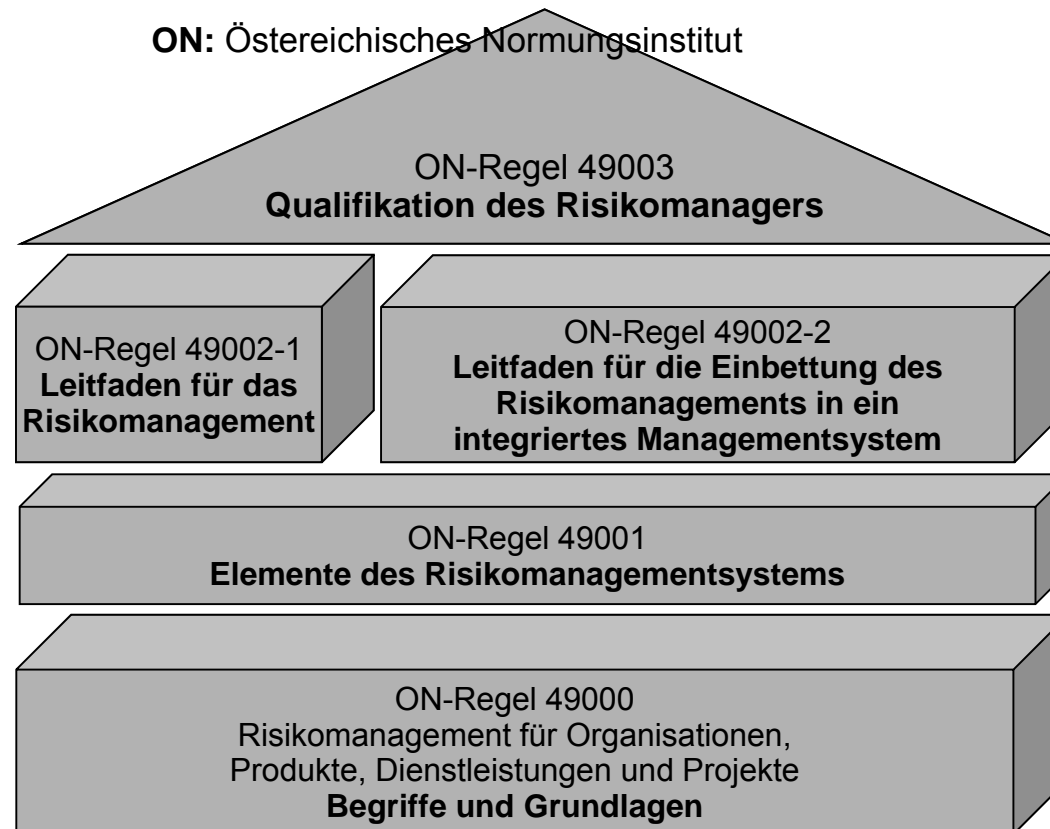 ON: Östereichisches Normungsinstitut
ON-Regel 49003
Qualifikation des Risikomanagers
ON-Regel 49002-1
Leitfaden für das
Risikomanagement
ON-Regel 49002-2
Leitfaden für die Einbettung des
Risikomanagements in ein
integriertes Managementsystem
ON-Regel 49001
Elemente des Risikomanagementsystems
ON-Regel 49000
Risikomanagement für Organisationen,
Produkte, Dienstleistungen und Projekte
Begriffe und Grundlagen